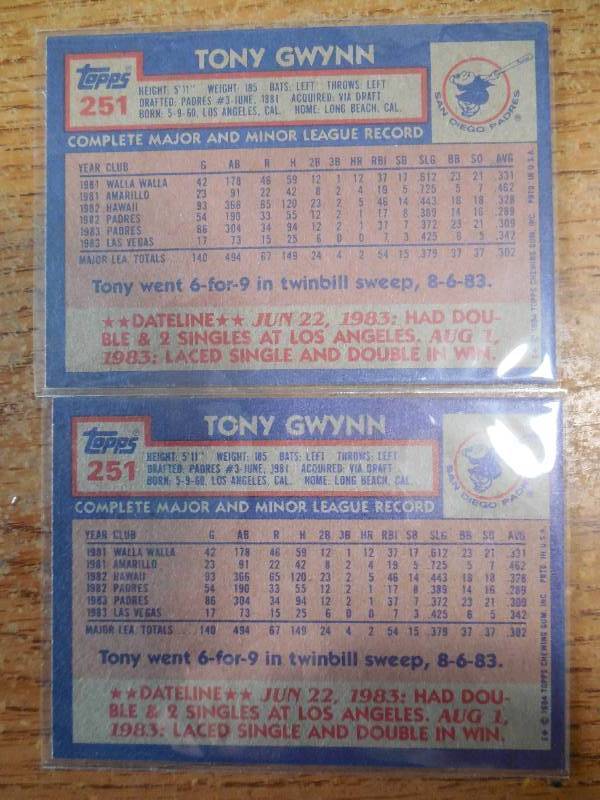 TONY GWYNN
Topps
251
HEIGHT: 5'11" WEIGHT: 185 BATS: LEFT THROWS: LEFT
DRAFTED: PADRES #3-JUNE, 1981 ACQUIRED: VIA DRAFT
BORN: 5-9-60, LOS ANGELES, CAL. HOME: LONG BEACH, CAL.
SAN DIEGO PADRES
COMPLETE MAJOR AND MINOR LEAGUE RECORD
YEAR CLUB G AB R H 2B 3B HR RBI SB SLG BB SO AVG
1981 WALLA WALLA 42 178 46 59 12 1 12 37 17 .612 23 21 .331
1981 AMARILLO 23 91 22 42 8 2 4 19 5 .725 5 7 .462
1982 HAWAII 93 366 65 120 23 2 5 46 14 .443 18 18 .328
1982 PADRES 54 190 33 55 12 2 1 17 8 .389 14 16 .289
1983 PADRES 86 304 34 94 12 2 1 37 7 .372 23 21 .309
1983 LAS VEGAS 17 73 15 25 6 0 0 7 3 .425 6 5 .342
MAJOR LEA. TOTALS 140 494 67 149 24 4 2 54 15 .379 37 37 .302
Tony went 6-for-9 in twinbill sweep, 8-6-83.
★★DATELINE★★ JUN 22, 1983: HAD DOU-
BLE & 2 SINGLES AT LOS ANGELES. AUG 1,
1983: LACED SINGLE AND DOUBLE IN WIN.
© 1984 TOPPS CHEWING GUM, INC. PRTD. IN U.S.A.
TONY GWYNN
Topps
251
HEIGHT: 5'11" WEIGHT: 185 BATS: LEFT THROWS: LEFT
DRAFTED: PADRES #3-JUNE, 1981 ACQUIRED: VIA DRAFT
BORN: 5-9-60, LOS ANGELES, CAL. HOME: LONG BEACH, CAL.
SAN DIEGO PADRES
COMPLETE MAJOR AND MINOR LEAGUE RECORD
YEAR CLUB G AB R H 2B 3B HR RBI SB SLG BB SO AVG
1981 WALLA WALLA 42 178 46 59 12 1 12 37 17 .612 23 21 .331
1981 AMARILLO 23 91 22 42 8 2 4 19 5 .725 5 7 .462
1982 HAWAII 93 366 65 120 23 2 5 46 14 .443 18 18 .328
1982 PADRES 54 190 33 55 12 2 1 17 8 .389 14 16 .289
1983 PADRES 86 304 34 94 12 2 1 37 7 .372 23 21 .309
1983 LAS VEGAS 17 73 15 25 6 0 0 7 3 .425 6 5 .342
MAJOR LEA. TOTALS 140 494 67 149 24 4 2 54 15 .379 37 37 .302
Tony went 6-for-9 in twinbill sweep, 8-6-83.
★★DATELINE★★ JUN 22, 1983: HAD DOU-
BLE & 2 SINGLES AT LOS ANGELES. AUG 1,
1983: LACED SINGLE AND DOUBLE IN WIN.
© 1984 TOPPS CHEWING GUM, INC. PRTD. IN U.S.A.